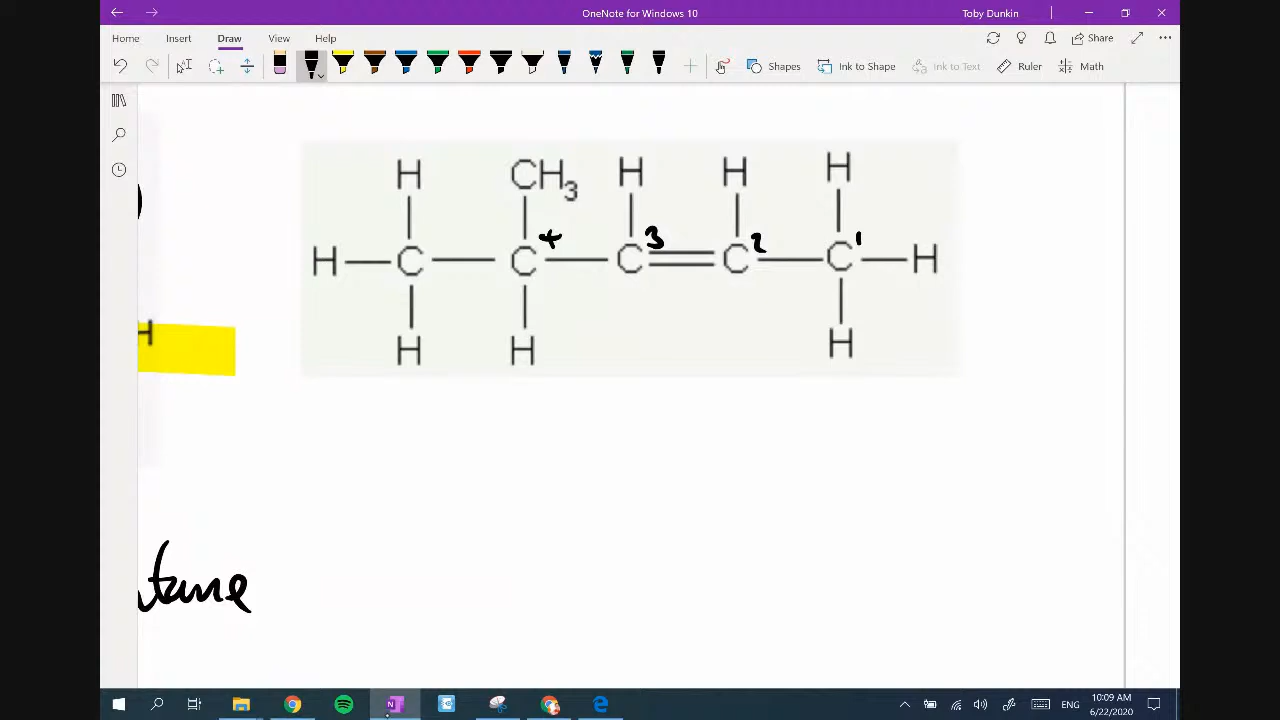 OneNote for Windows 10
Toby Dunkin
Home Insert Draw View Help
Share
Shapes Ink to Shape Ink to Text Ruler Math
H CH3 H H H
4 3 2 1
H C C C C C H
H H H
H
tane
ENG
10:09 AM
6/22/2020